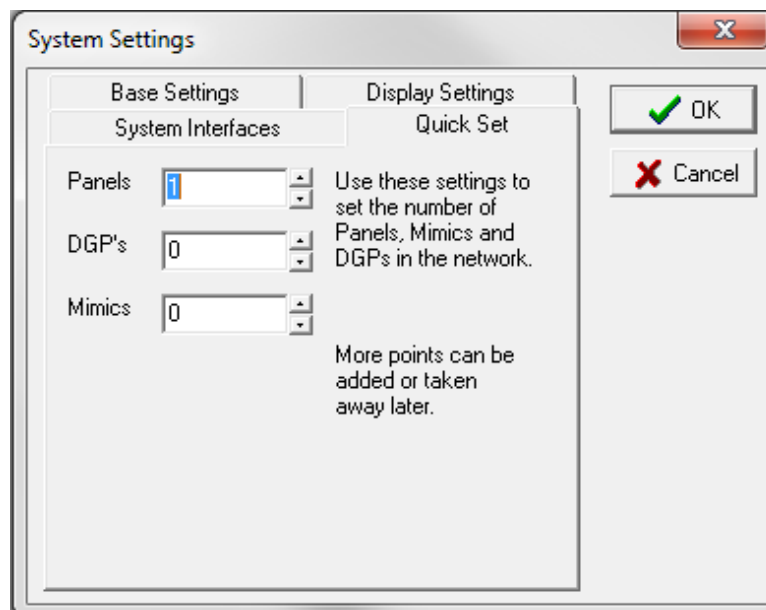 System Settings
Base Settings
Display Settings
System Interfaces
Quick Set
OK
Cancel
Panels
1
DGP's
0
Mimics
0
Use these settings to
set the number of
Panels, Mimics and
DGPs in the network.
More points can be
added or taken
away later.